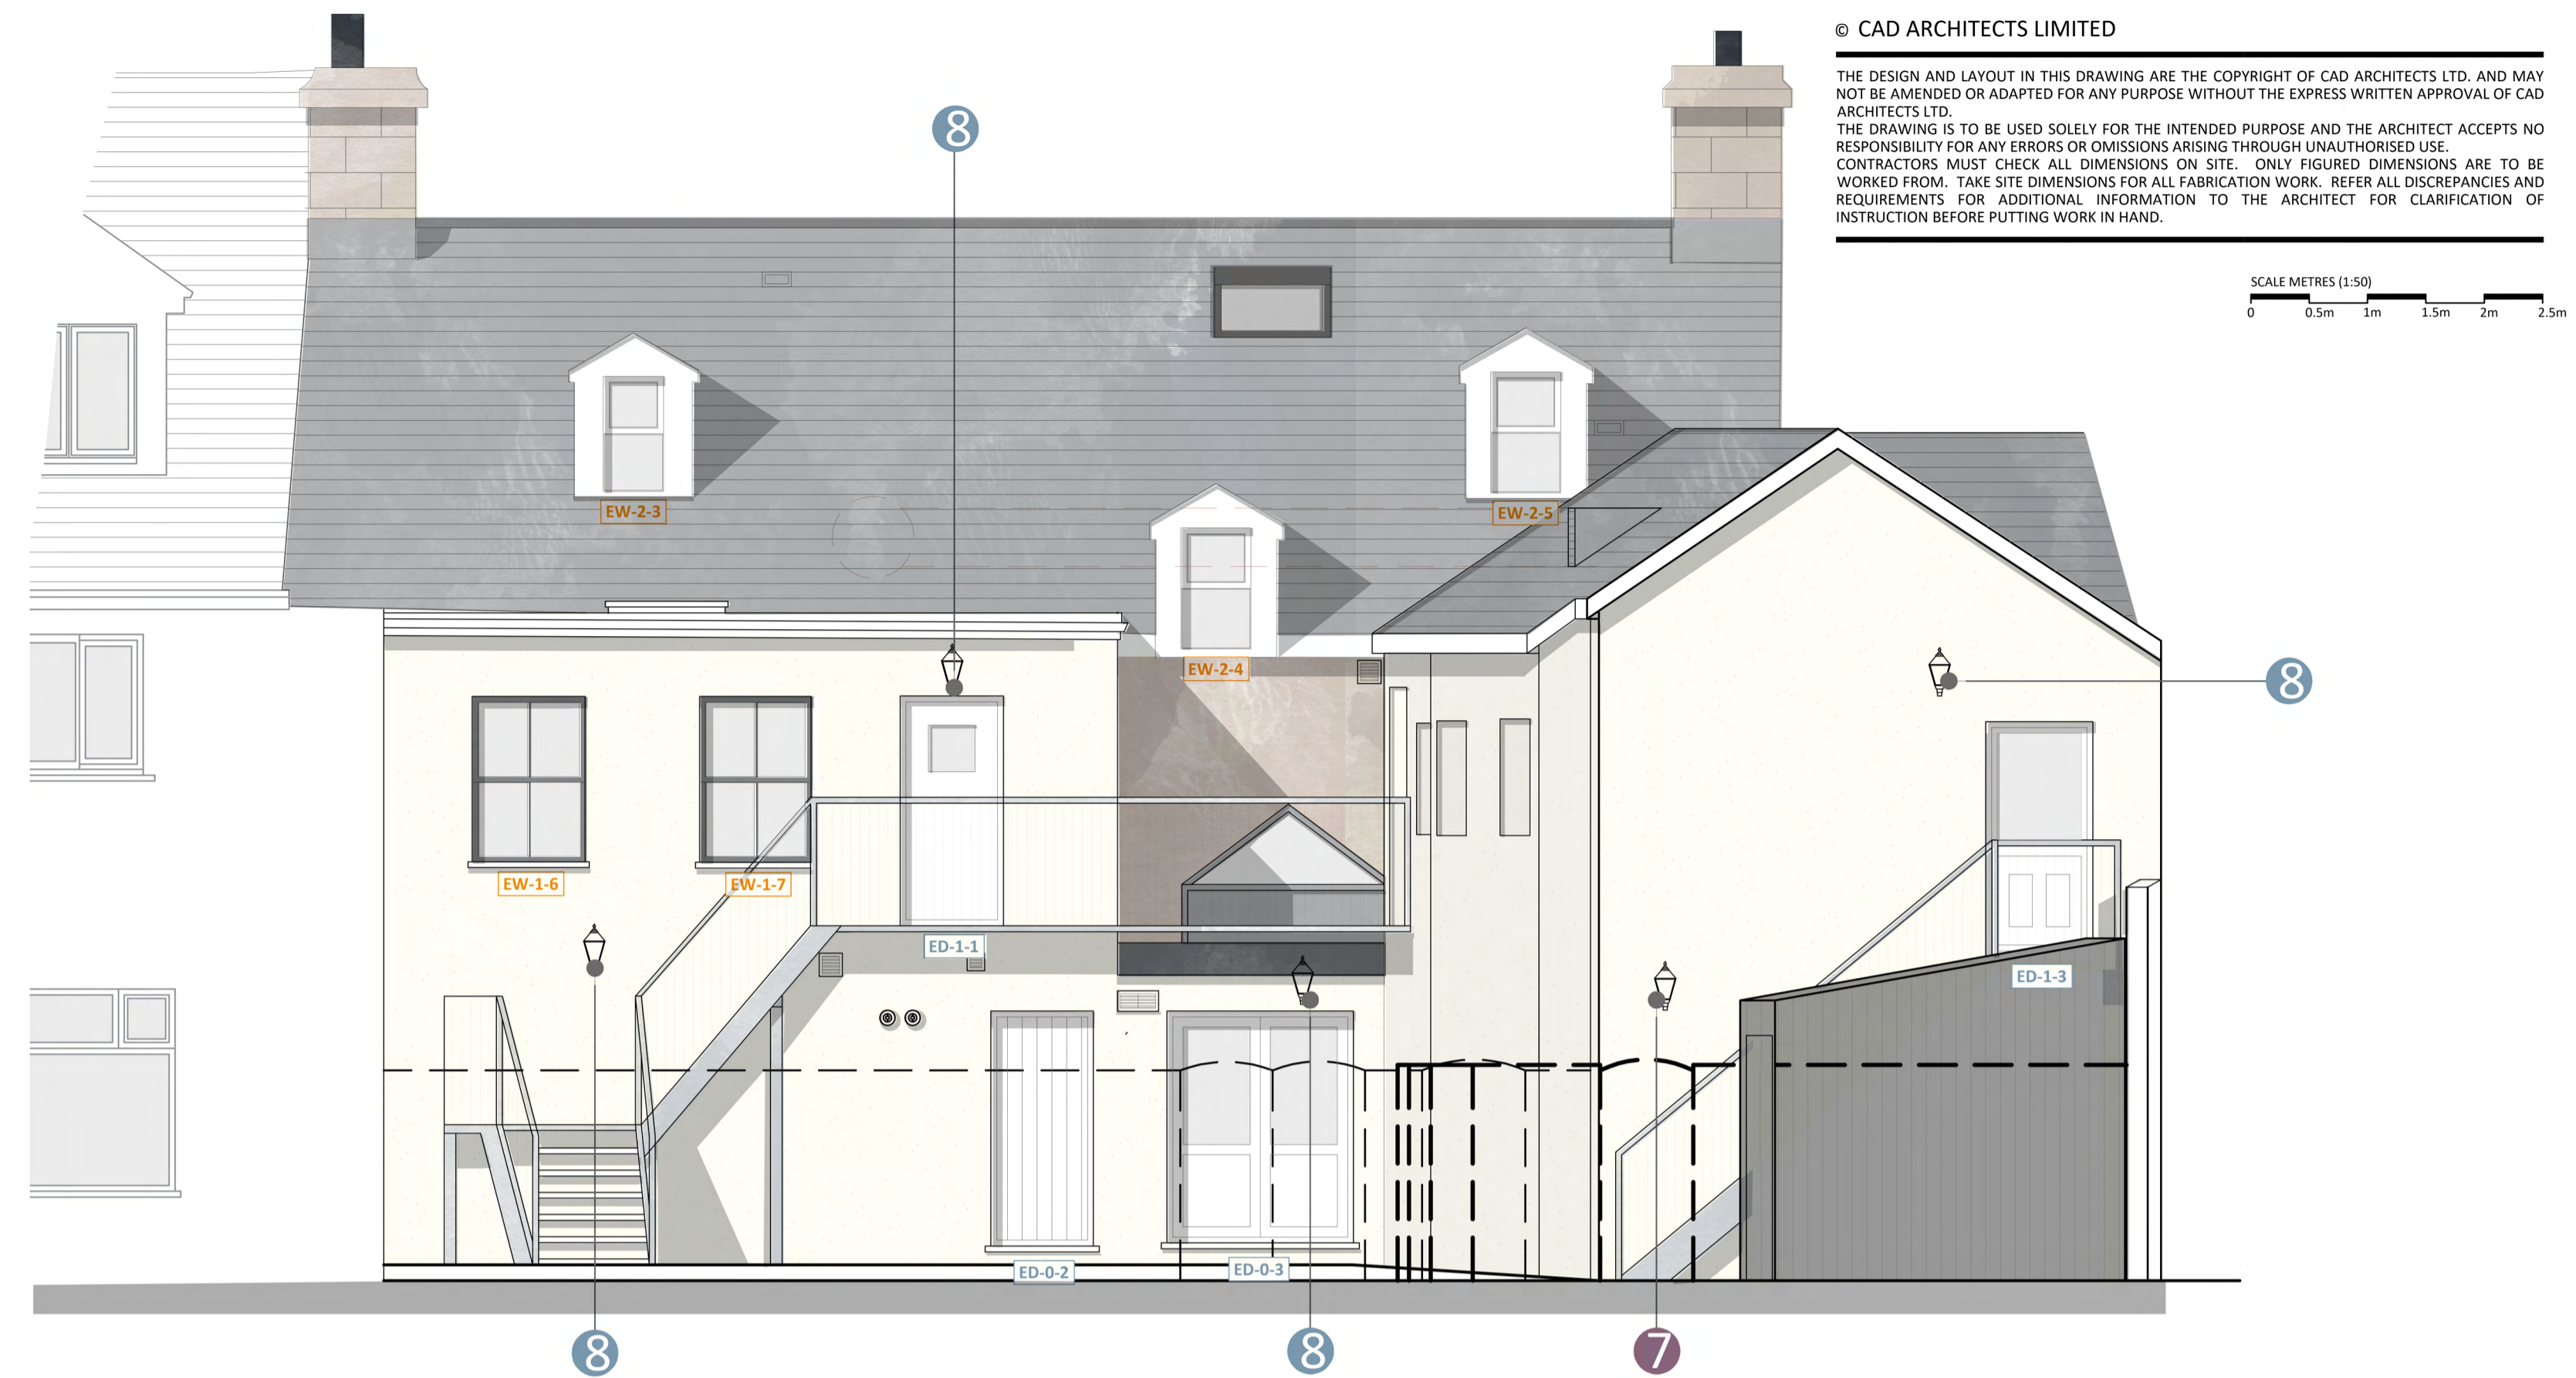 © CAD ARCHITECTS LIMITED
THE DESIGN AND LAYOUT IN THIS DRAWING ARE THE COPYRIGHT OF CAD ARCHITECTS LTD. AND MAY
NOT BE AMENDED OR ADAPTED FOR ANY PURPOSE WITHOUT THE EXPRESS WRITTEN APPROVAL OF CAD
ARCHITECTS LTD.
THE DRAWING IS TO BE USED SOLELY FOR THE INTENDED PURPOSE AND THE ARCHITECT ACCEPTS NO
RESPONSIBILITY FOR ANY ERRORS OR OMISSIONS ARISING THROUGH UNAUTHORISED USE.
CONTRACTORS MUST CHECK ALL DIMENSIONS ON SITE. ONLY FIGURED DIMENSIONS ARE TO BE
WORKED FROM. TAKE SITE DIMENSIONS FOR ALL FABRICATION WORK. REFER ALL DISCREPANCIES AND
REQUIREMENTS FOR ADDITIONAL INFORMATION TO THE ARCHITECT FOR CLARIFICATION OF
INSTRUCTION BEFORE PUTTING WORK IN HAND.
SCALE METRES (1:50)
0 0.5m 1m 1.5m 2m 2.5m
8
EW-2-3
EW-2-5
EW-2-4
8
EW-1-6
EW-1-7
ED-1-1
ED-1-3
ED-0-2
ED-0-3
8
8
7